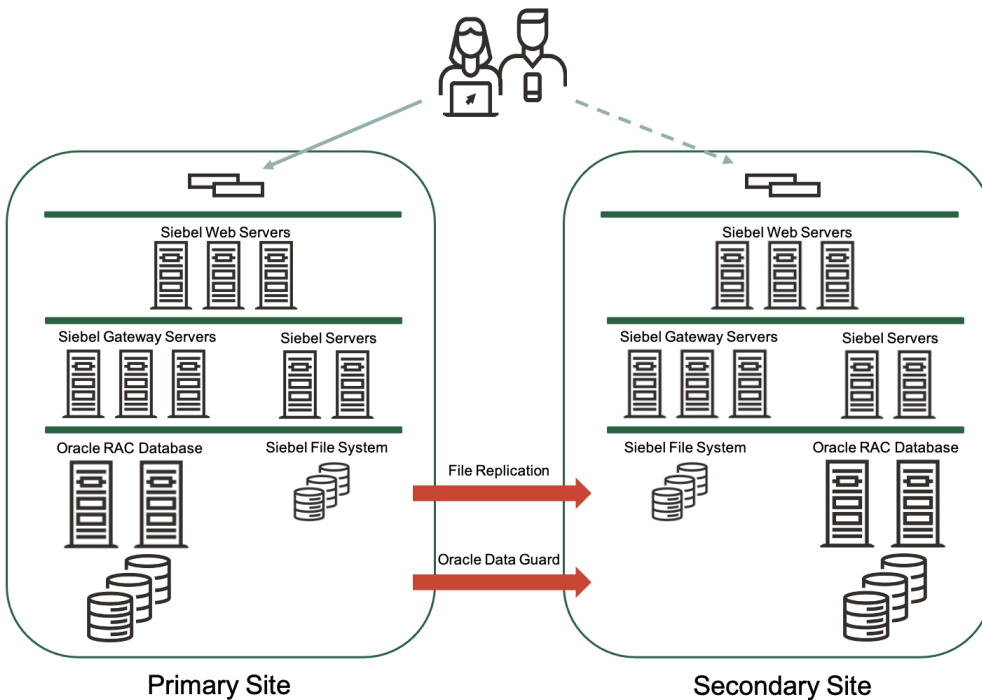 Siebel Web Servers
Siebel Gateway Servers
Siebel Servers
Oracle RAC Database
Siebel File System
File Replication
Oracle Data Guard
Siebel Web Servers
Siebel Gateway Servers
Siebel Servers
Siebel File System
Oracle RAC Database
Primary Site
Secondary Site